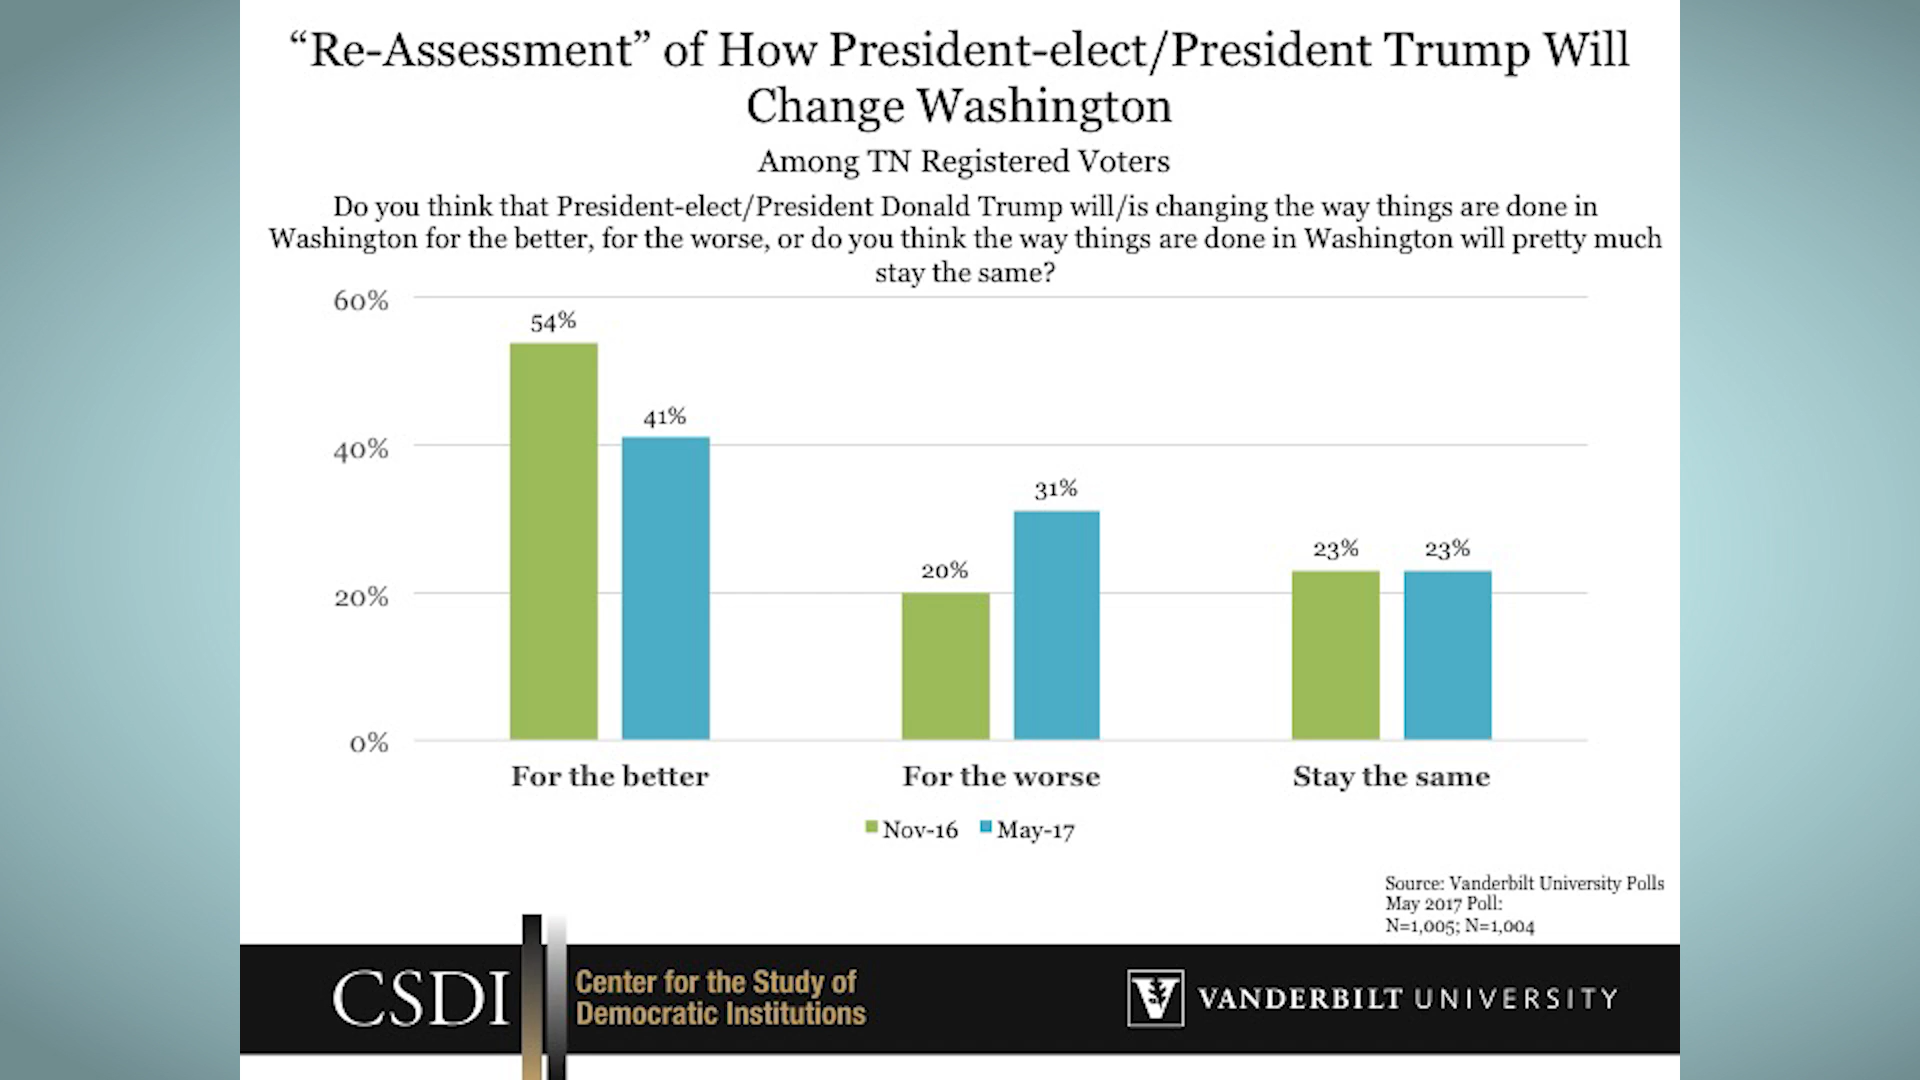 “Re-Assessment” of How President-elect/President Trump Will
Change Washington
Among TN Registered Voters
Do you think that President-elect/President Donald Trump will/is changing the way things are done in
Washington for the better, for the worse, or do you think the way things are done in Washington will pretty much
stay the same?
60%
40%
20%
0%
54%
41%
20%
31%
23%
23%
For the better
For the worse
Stay the same
Nov-16
May-17
Source: Vanderbilt University Polls
May 2017 Poll:
N=1,005; N=1,004
CSDI
Center for the Study of
Democratic Institutions
V
VANDERBILT UNIVERSITY